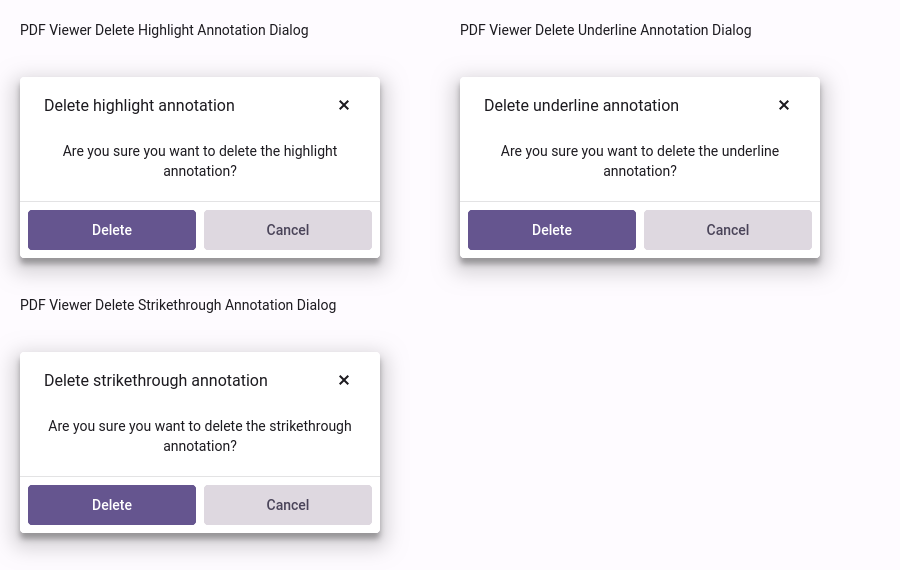 PDF Viewer Delete Highlight Annotation Dialog
Delete highlight annotation
Are you sure you want to delete the highlight
annotation?
Delete
Cancel
PDF Viewer Delete Underline Annotation Dialog
Delete underline annotation
Are you sure you want to delete the underline
annotation?
Delete
Cancel
PDF Viewer Delete Strikethrough Annotation Dialog
Delete strikethrough annotation
Are you sure you want to delete the strikethrough
annotation?
Delete
Cancel